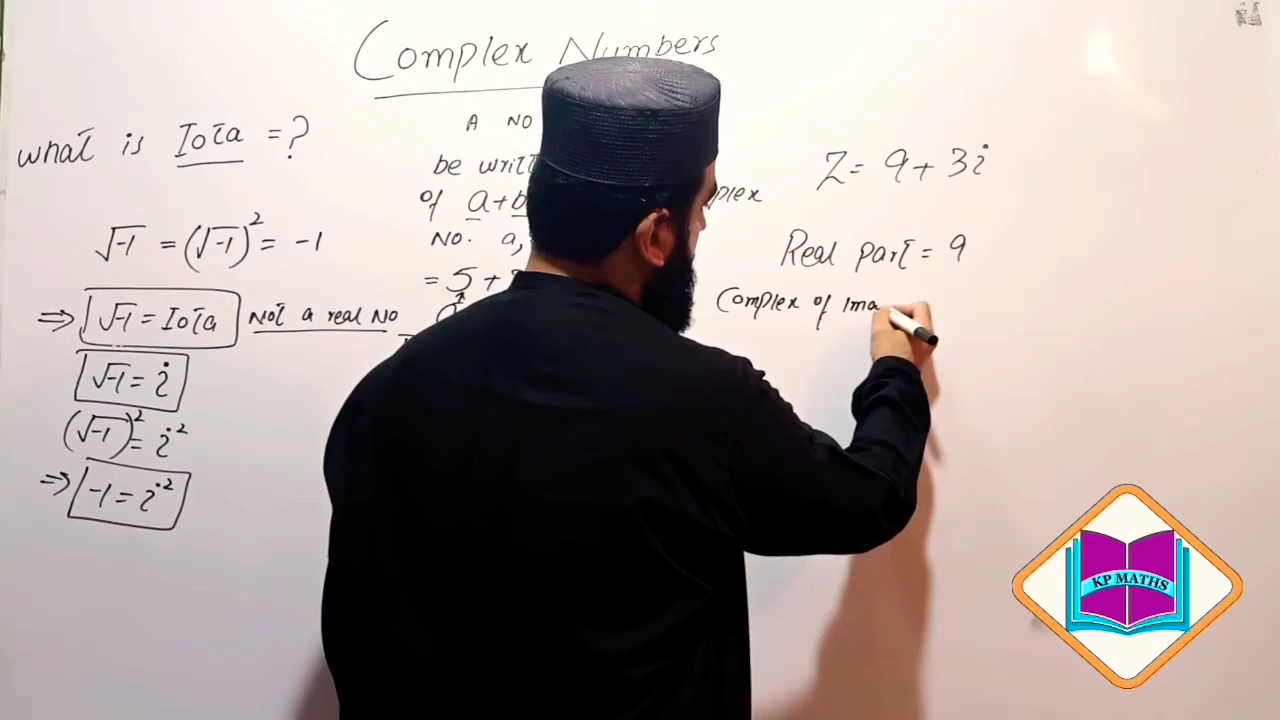 Complex Numbers
what is Iota = ?
√-1 = (√-1)² = -1
⇒ √-1 = Iota Not a real No
√-1 = i
(√-1)² = i²
⇒ -1 = i²
A No
be writ
of a+b
No. a,
= 5 +
Z = 9 + 3i
Real part = 9
Complex of Ima
KP MATHS